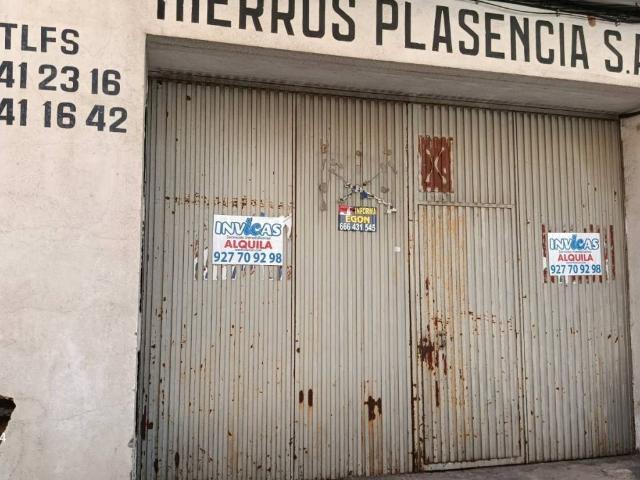 HIERROS PLASENCIA S.A
TLFS
41 23 16
41 16 42
INVICAS
ALQUILA
927 70 92 98
INFORMA
EGON
666 431 545
INVICAS
ALQUILA
927 70 92 98